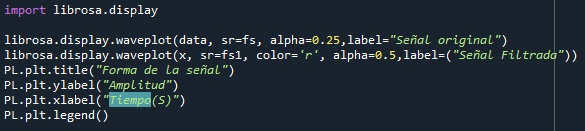 import librosa.display
librosa.display.waveplot(data, sr=fs, alpha=0.25,label="Señal original")
librosa.display.waveplot(x, sr=fs1, color='r', alpha=0.5,label=("Señal Filtrada"))
PL.plt.title("Forma de la señal")
PL.plt.ylabel("Amplitud")
PL.plt.xlabel("Tiempo(S)")
PL.plt.legend()